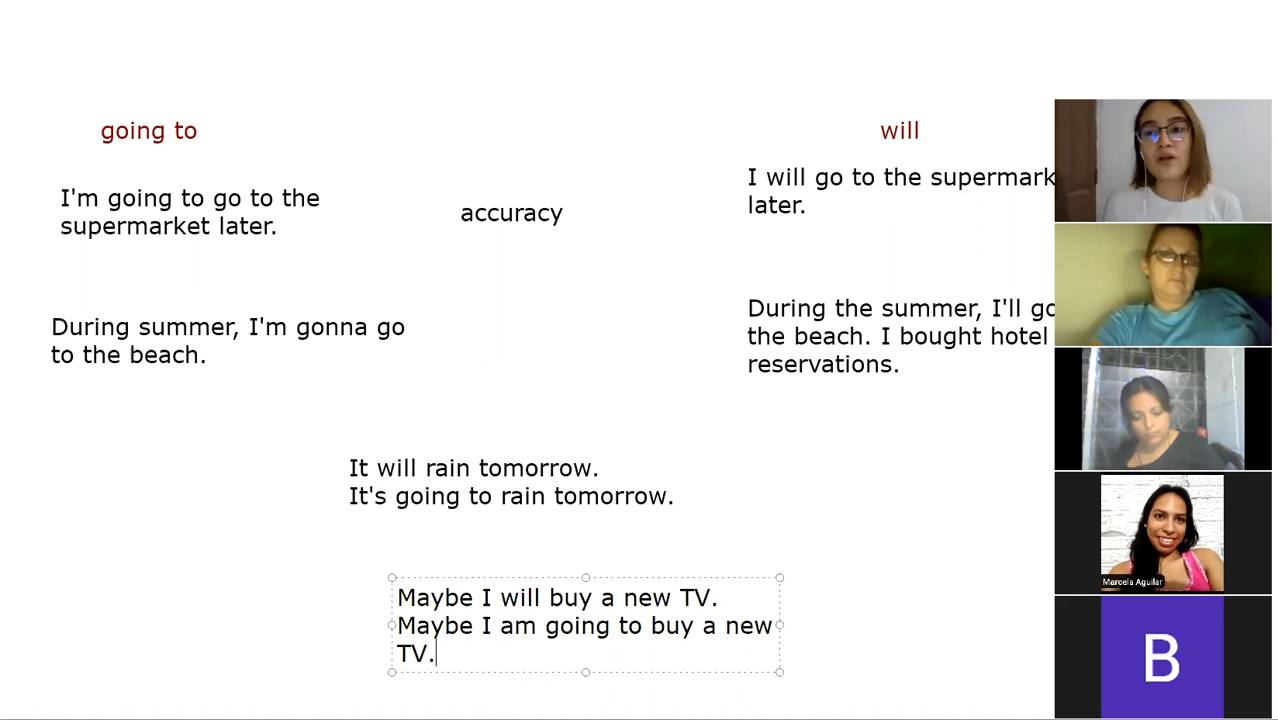 going to
will
I'm going to go to the
supermarket later.
accuracy
I will go to the supermark
later.
During summer, I'm gonna go
to the beach.
During the summer, I'll go
the beach. I bought hotel
reservations.
It will rain tomorrow.
It's going to rain tomorrow.
Maybe I will buy a new TV.
Maybe I am going to buy a new
TV.
Marcela Aguilar
B